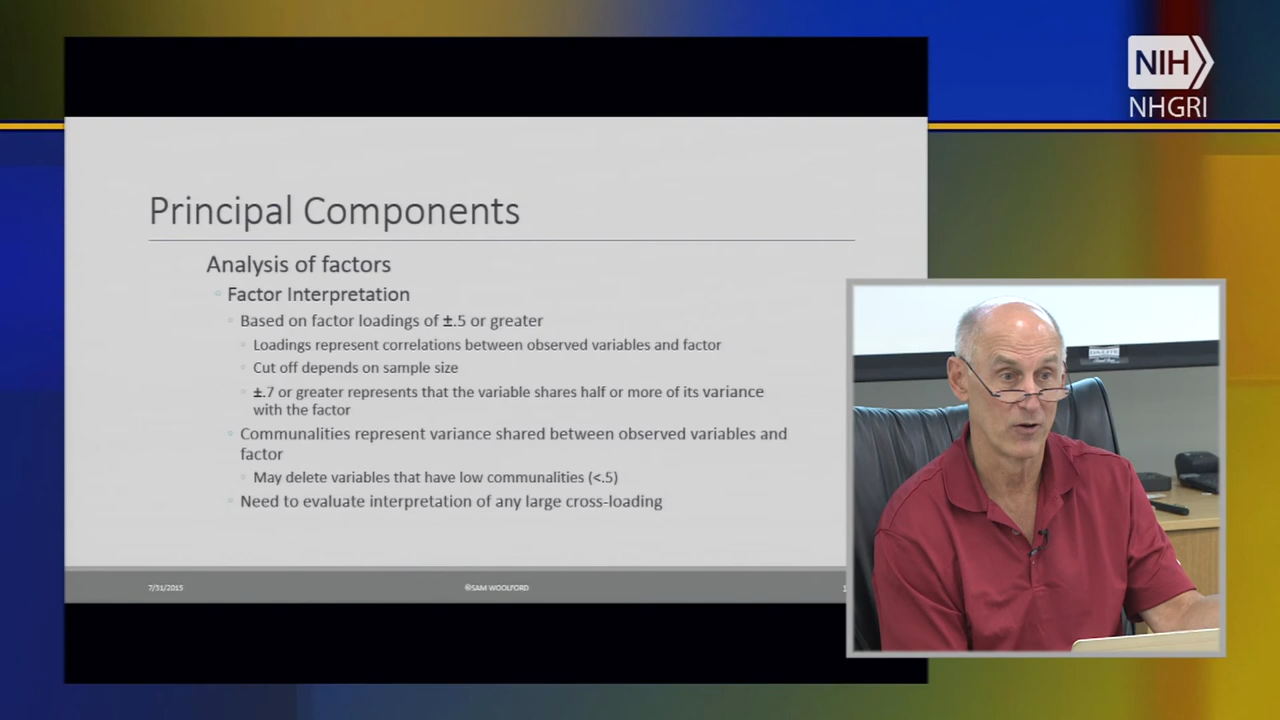 NIH
NHGRI
Principal Components
Analysis of factors
Factor Interpretation
Based on factor loadings of ±.5 or greater
Loadings represent correlations between observed variables and factor
Cut off depends on sample size
±.7 or greater represents that the variable shares half or more of its variance
with the factor
Communalities represent variance shared between observed variables and
factor
May delete variables that have low communalities (<.5)
Need to evaluate interpretation of any large cross-loading
7/31/2015
@SAM WOOLFORD